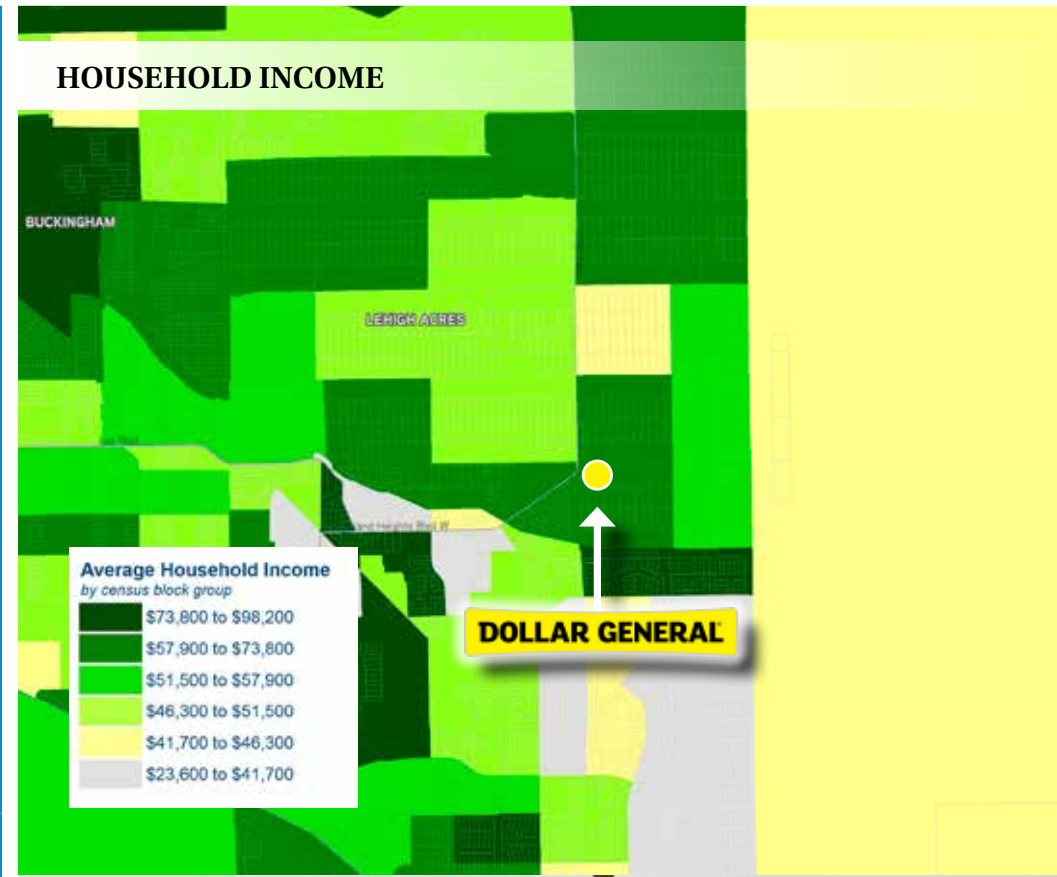 HOUSEHOLD INCOME
BUCKINGHAM
LEHIGH ACRES
Heights Blvd W
DOLLAR GENERAL
Average Household Income
by census block group
$73,800 to $98,200
$57,900 to $73,800
$51,500 to $57,900
$46,300 to $51,500
$41,700 to $46,300
$23,600 to $41,700